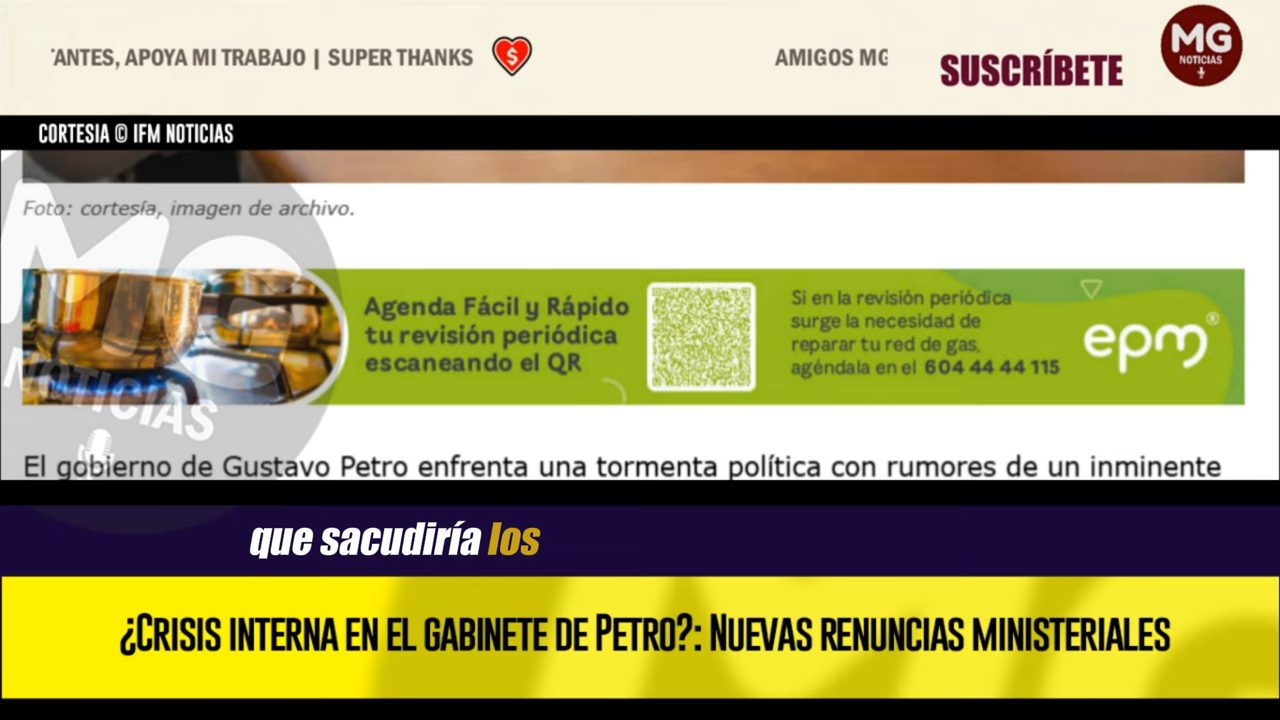 'ANTES, APOYA MI TRABAJO | SUPER THANKS
AMIGOS MG
SUSCRÍBETE
MG
NOTICIAS
CORTESIA © IFM NOTICIAS
Foto: cortesía, imagen de archivo.
MG
NOTICIAS
Agenda Fácil y Rápido
tu revisión periódica
escaneando el QR
Si en la revisión periódica
surge la necesidad de
reparar tu red de gas,
agéndala en el 604 44 44 115
epm®
El gobierno de Gustavo Petro enfrenta una tormenta política con rumores de un inminente
que sacudiría los
¿Crisis interna en el gabinete de Petro?: Nuevas renuncias ministeriales